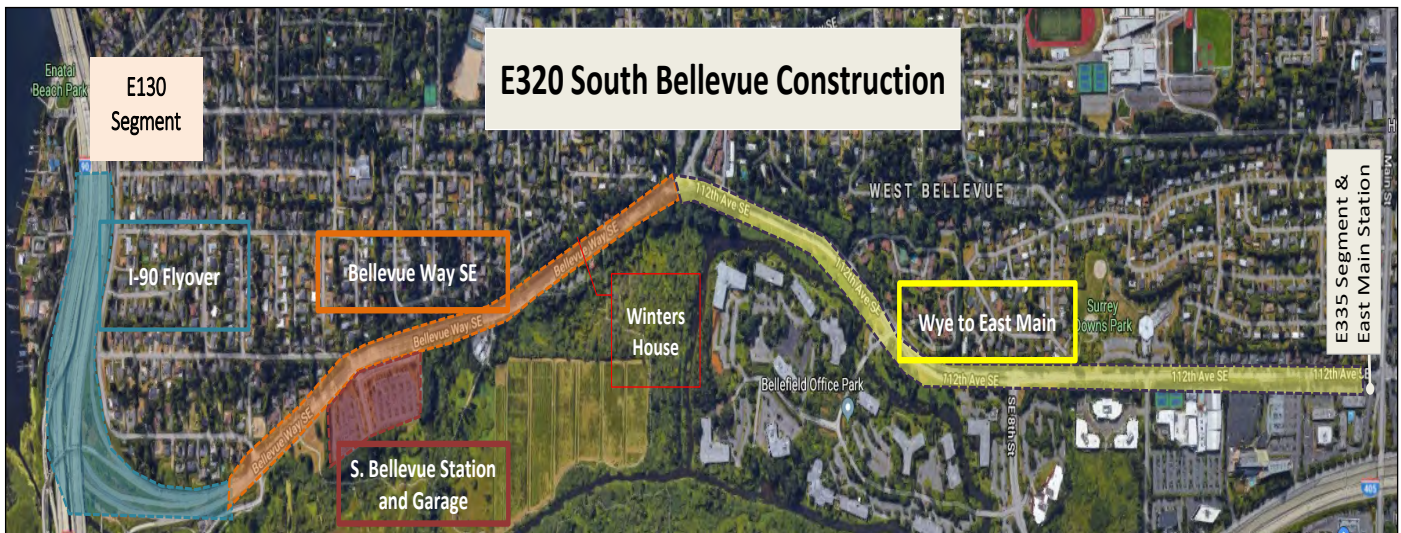 E320 South Bellevue Construction
Enatai
Beach Park
E130
Segment
90
I-90 Flyover
Bellevue Way SE
S. Bellevue Station
and Garage
Bellevue Way SE
Bellevue Way SE
Bellevue Way SE
Winters
House
112th Ave SE
WEST BELLEVUE
112th Ave SE
Bellefield Office Park
Wye to East Main
Surrey
Downs Park
112th Ave SE
SE 8th St
112th Ave SE
112th Ave SE
E335 Segment &
East Main Station
Main St
405